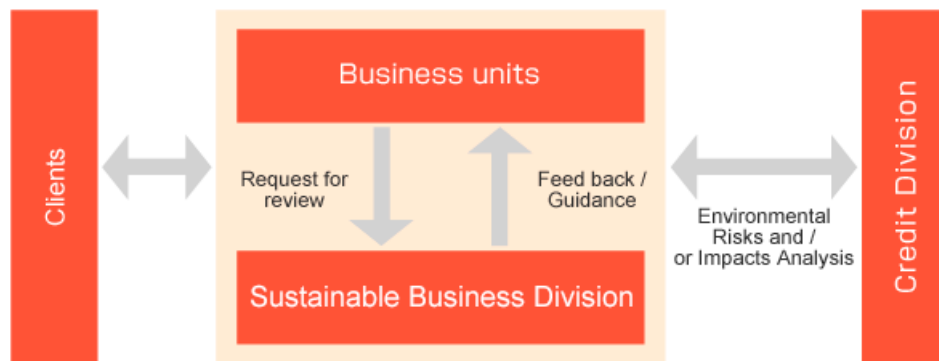 Clients
Business units
Request for
review
Feed back /
Guidance
Sustainable Business Division
Environmental
Risks and /
or Impacts Analysis
Credit Division